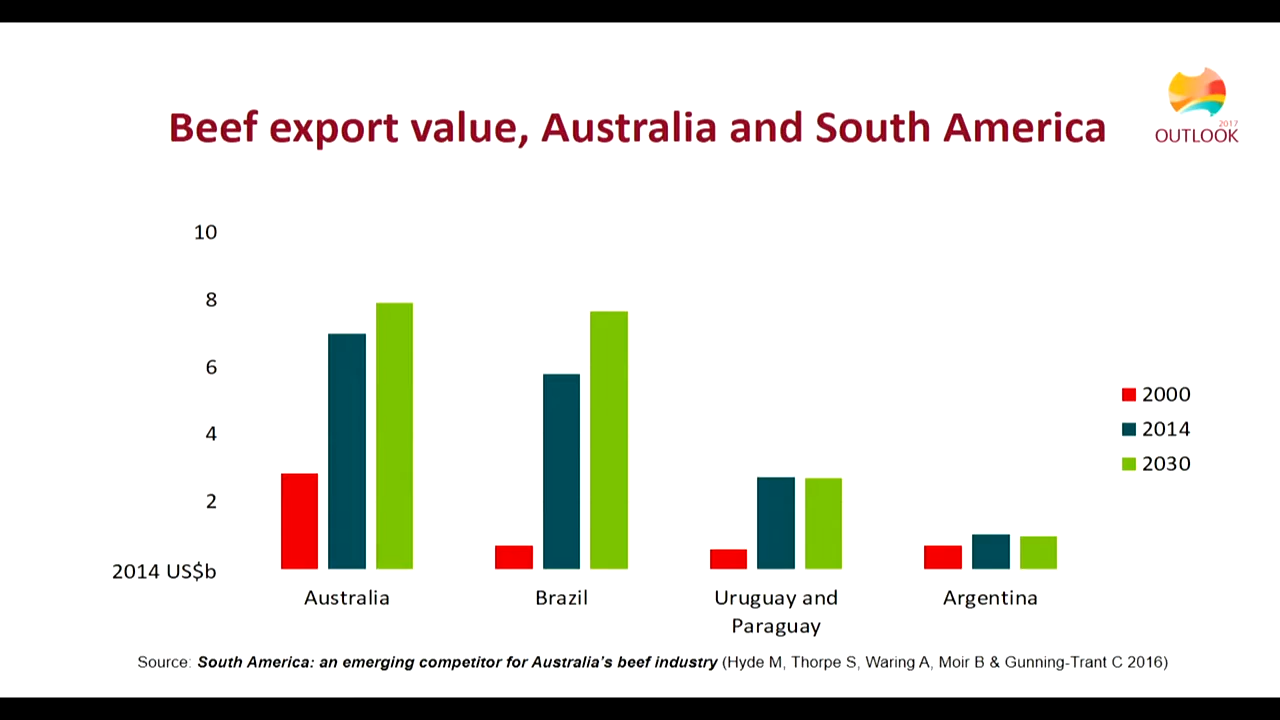 Beef export value, Australia and South America
2017
OUTLOOK
10
8
6
4
2
2014 US$b
Australia
Brazil
Uruguay and
Paraguay
Argentina
2000
2014
2030
Source: South America: an emerging competitor for Australia's beef industry (Hyde M, Thorpe S, Waring A, Moir B & Gunning-Trant C 2016)